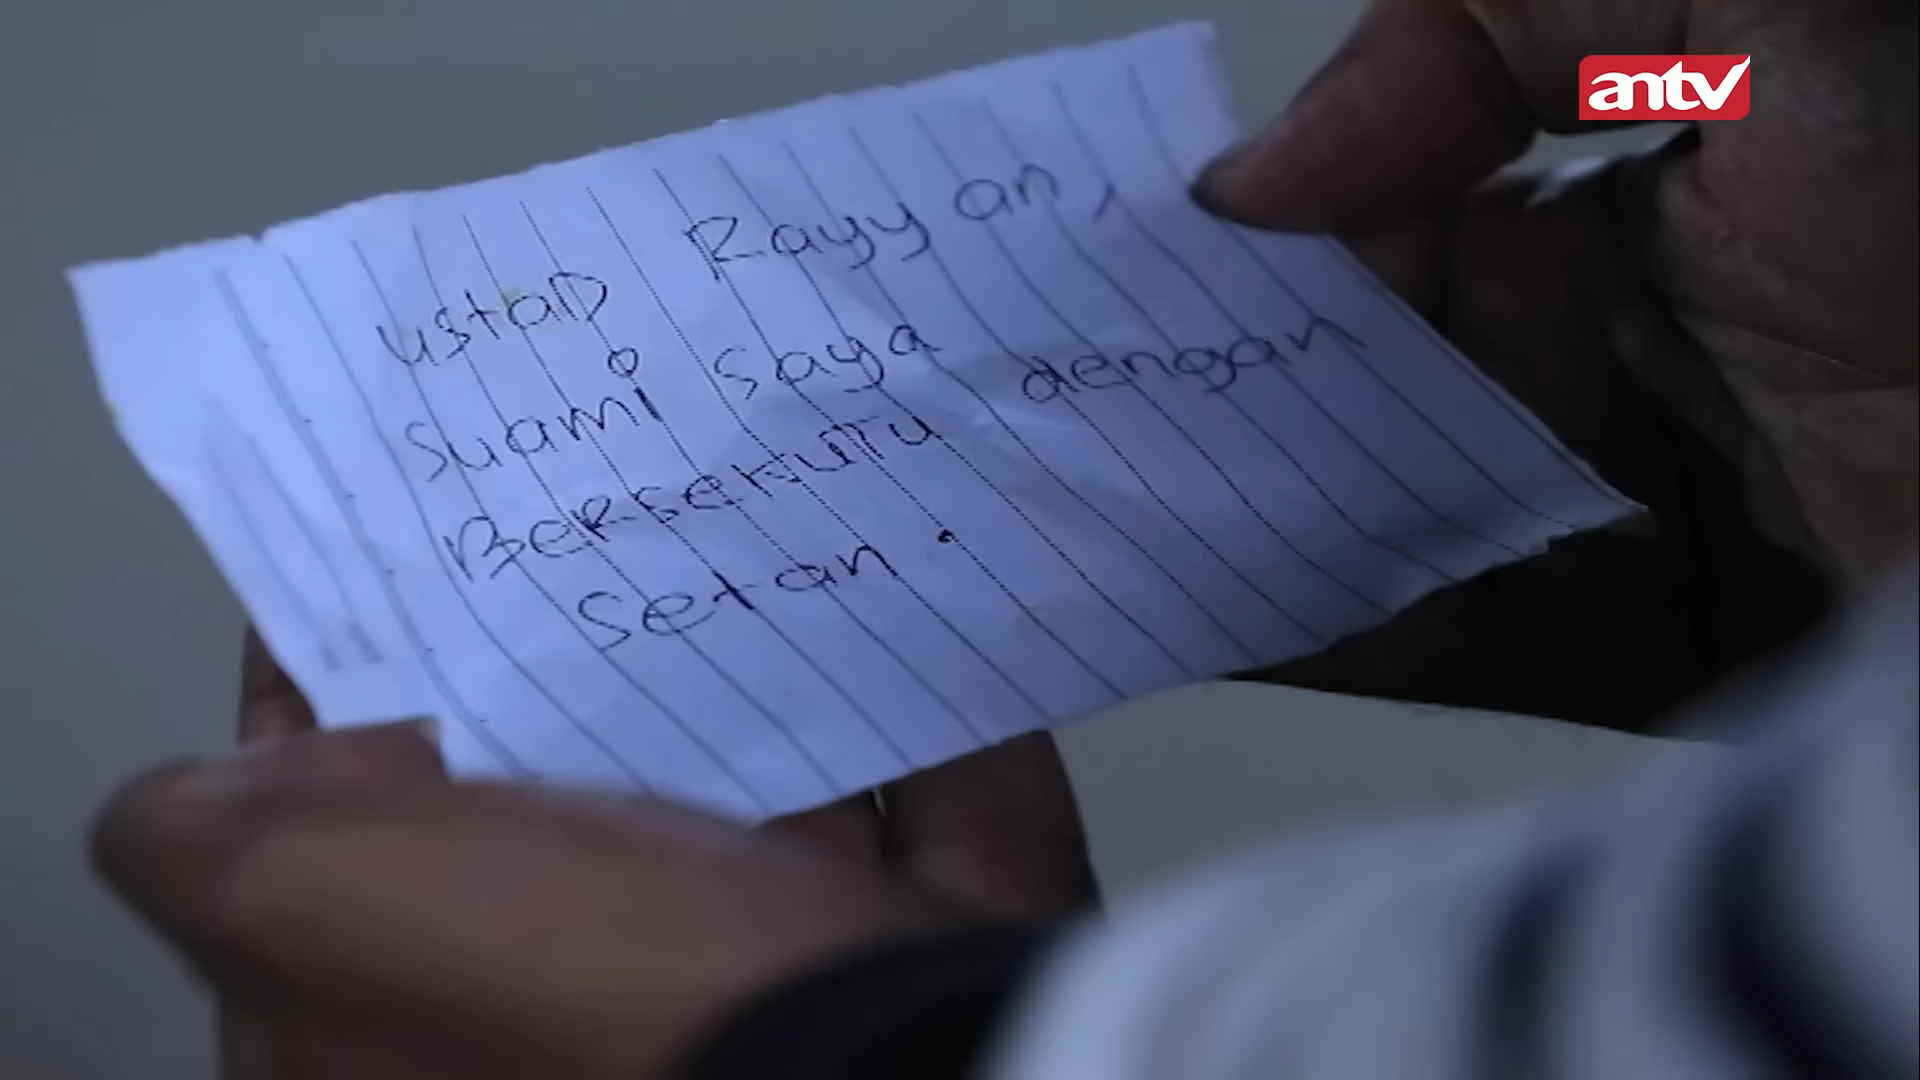 antv
ustaD Rayyan,
suami saya
Bersekutu dengan
setan.